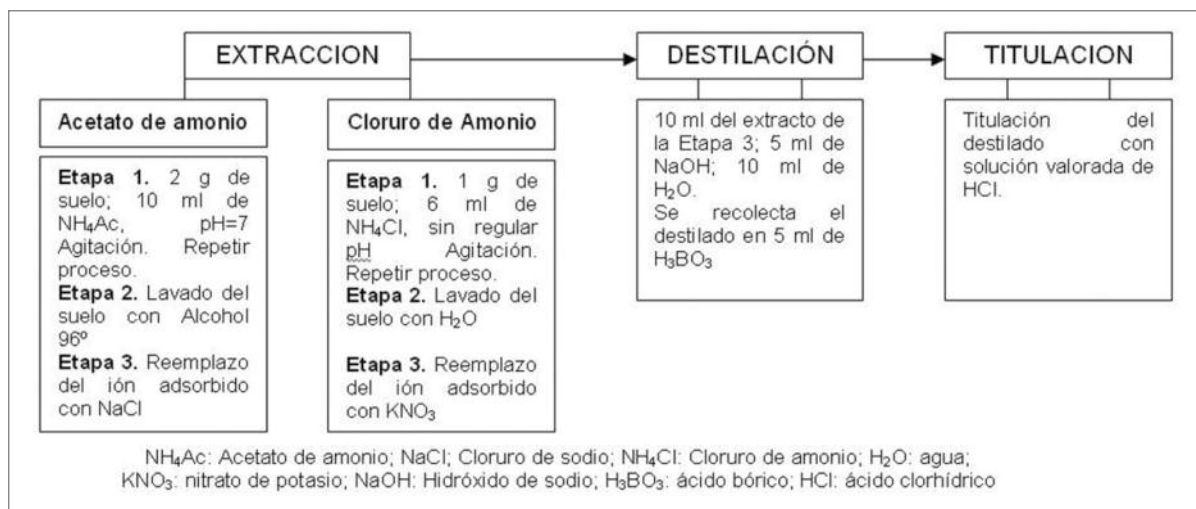 EXTRACCION
DESTILACIÓN
TITULACION
Acetato de amonio
Etapa 1. 2 g de
suelo; 10 ml de
NH₄Ac, pH=7
Agitación. Repetir
proceso.
Etapa 2. Lavado del
suelo con Alcohol
96º
Etapa 3. Reemplazo
del ión adsorbido
con NaCl
Cloruro de Amonio
Etapa 1. 1 g de
suelo; 6 ml de
NH₄Cl, sin regular
pH Agitación.
Repetir proceso.
Etapa 2. Lavado del
suelo con H₂O
Etapa 3. Reemplazo
del ión adsorbido
con KNO₃
10 ml del extracto de
la Etapa 3; 5 ml de
NaOH; 10 ml de
H₂O.
Se recolecta el
destilado en 5 ml de
H₃BO₃
Titulación del
destilado con
solución valorada de
HCl.
NH₄Ac: Acetato de amonio; NaCl; Cloruro de sodio; NH₄Cl: Cloruro de amonio; H₂O: agua;
KNO₃: nitrato de potasio; NaOH: Hidróxido de sodio; H₃BO₃: ácido bórico; HCl: ácido clorhídrico